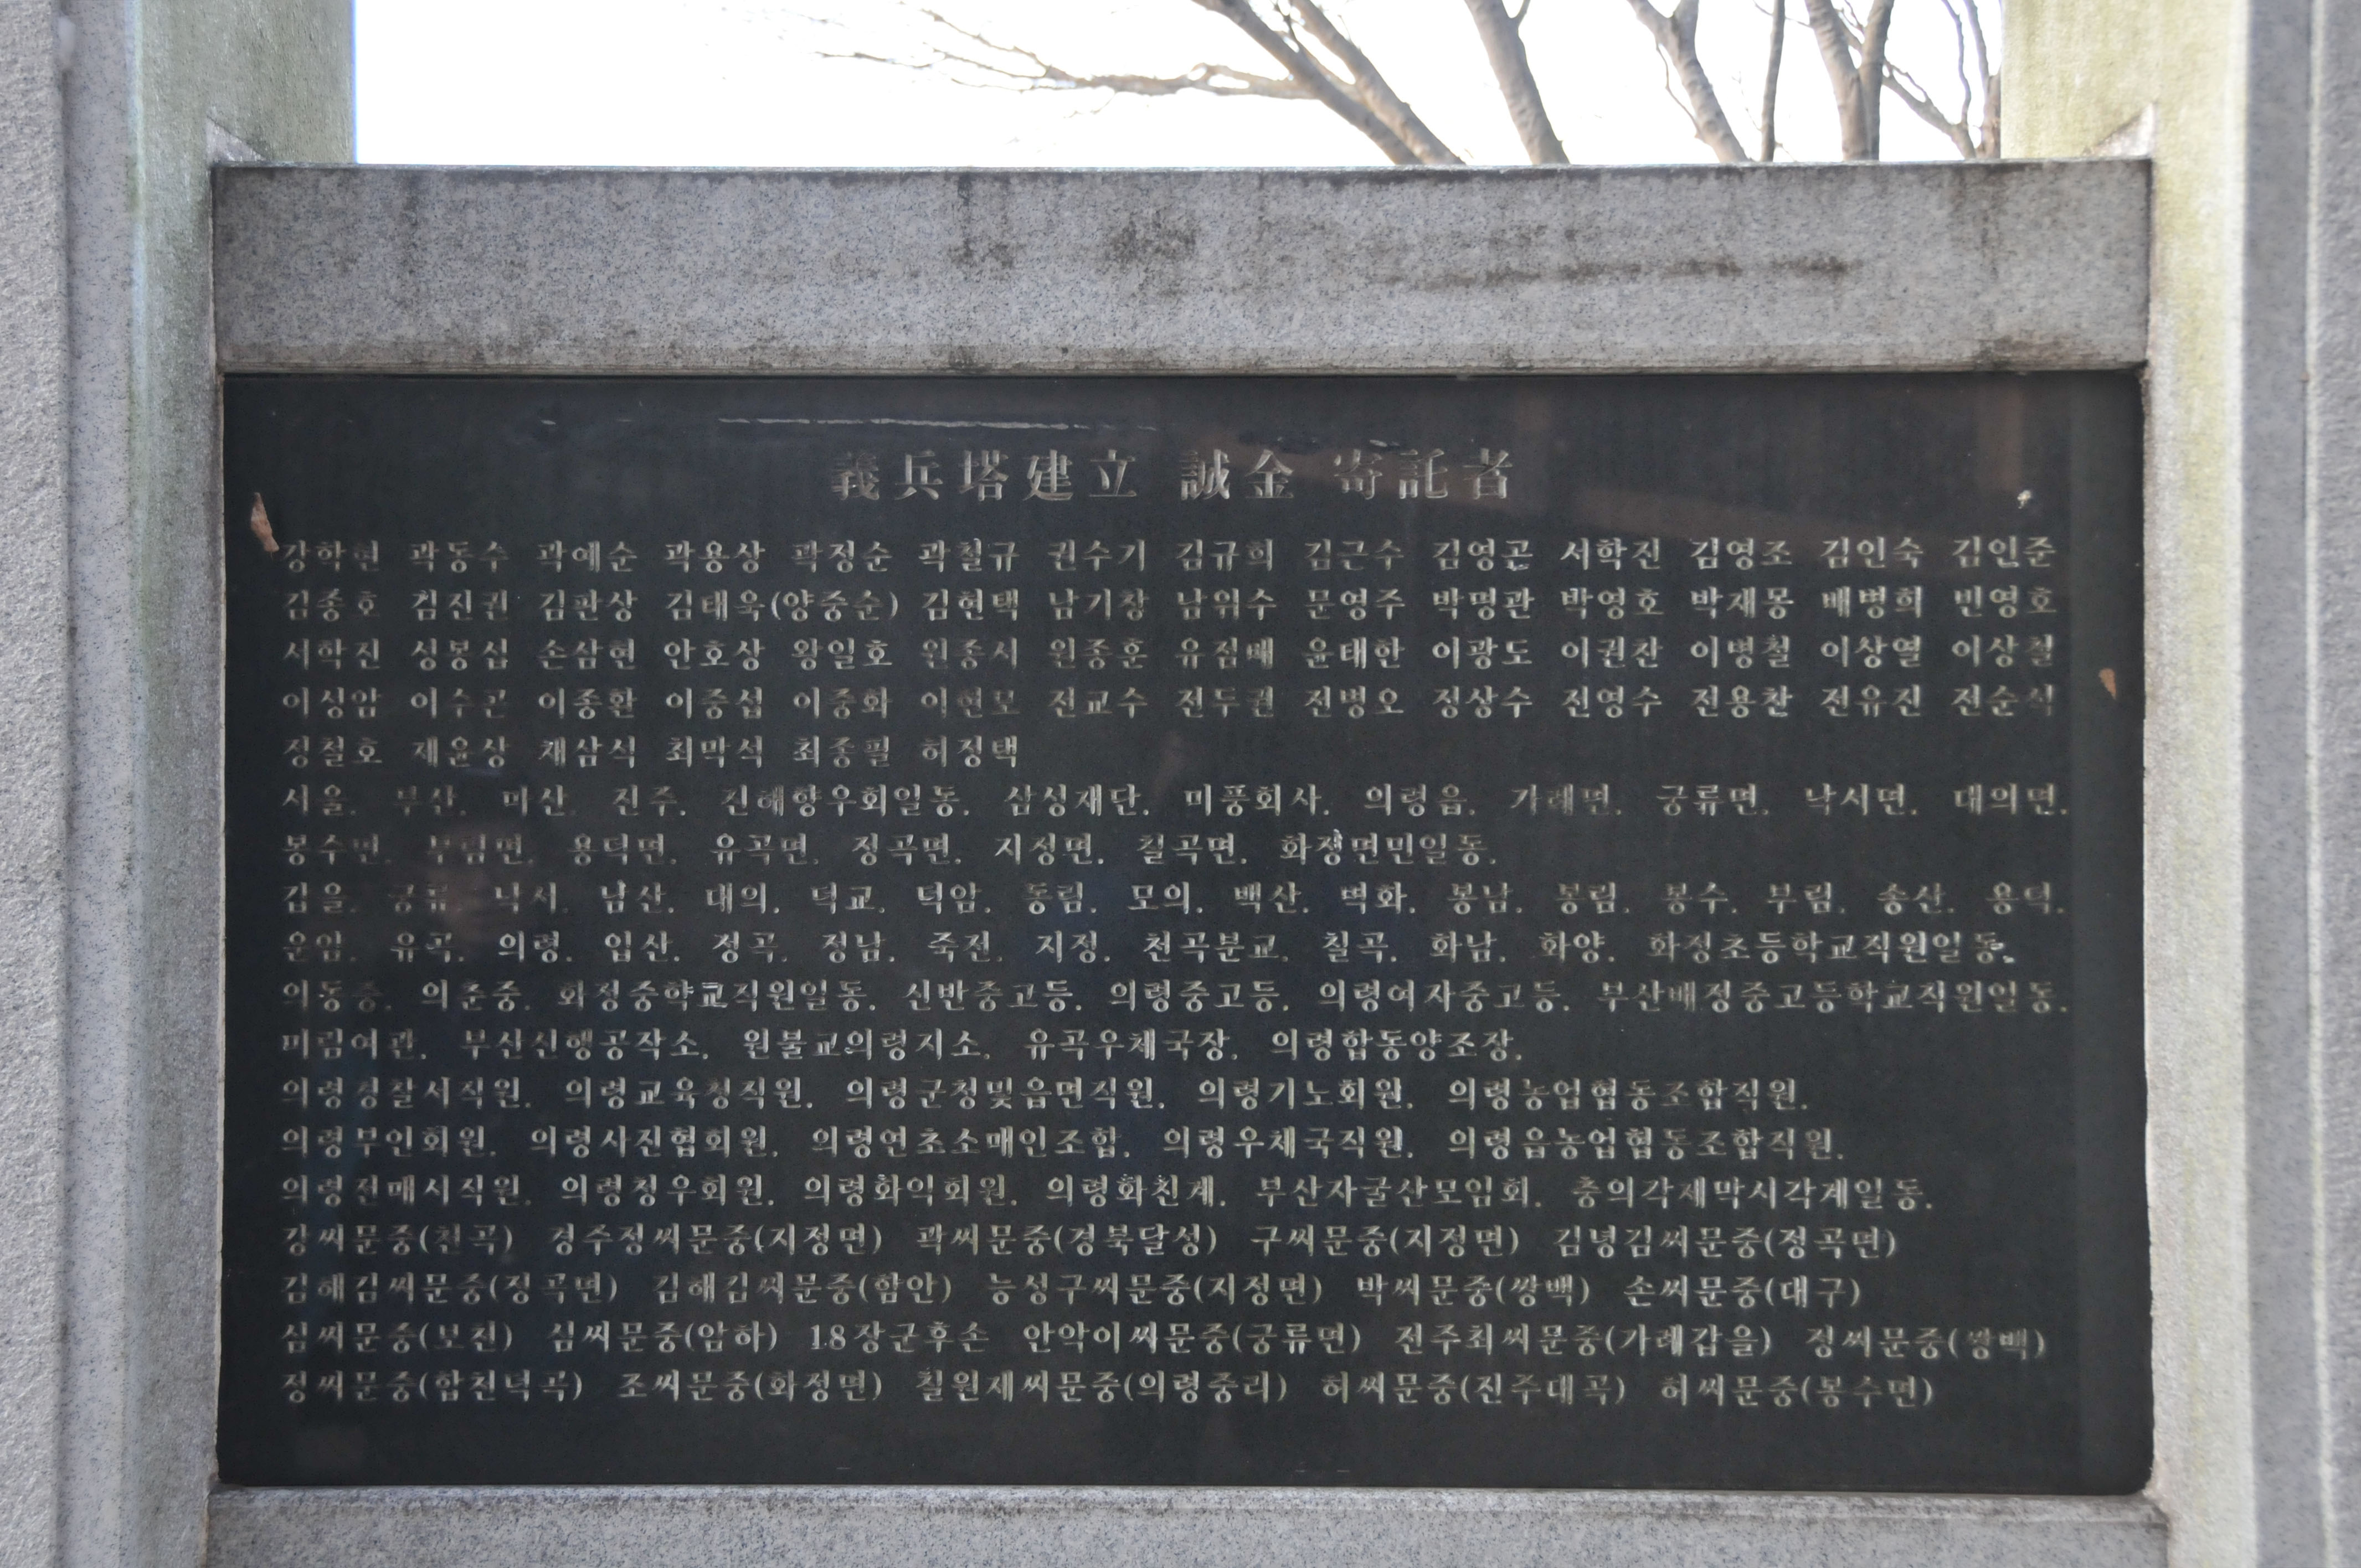 義兵塔建立 誠金 寄託者
강학현 곽동수 곽예순 곽용상 곽정순 곽철규 권수기 김규희 김근수 김영곤 서학진 김영조 김인숙 김인준
김종호 김진권 김판상 김태욱(양중순) 김현택 남기창 남위수 문영주 박명관 박영호 박재몽 배병희 빈영호
서학진 성봉섭 손삼현 안호상 왕일호 원종시 원종훈 유점배 윤태한 이광도 이권찬 이병철 이상열 이상철
이성암 이수곤 이종환 이중섭 이중화 이현모 전교수 전두권 전병오 정상수 전영수 전용찬 전유진 전순식
정철호 제윤상 채삼식 최막석 최종필 허정택
서울. 부산. 마산. 진주. 진해향우회일동. 삼성재단. 미풍회사. 의령읍. 가례면. 궁류면. 낙서면. 대의면.
봉수면. 부림면. 용덕면. 유곡면. 정곡면. 지정면. 칠곡면. 화정면민일동.
갑을. 궁류. 낙서. 남산. 대의. 덕교. 덕암. 동림. 모의. 백산. 벽화. 봉남. 봉림. 봉수. 부림. 송산. 용덕.
운암. 유곡. 의령. 입산. 정곡. 정남. 죽전. 지정. 천곡분교. 칠곡. 화남. 화양. 화정초등학교직원일동.
의동중. 의춘중. 화정중학교직원일동. 신반중고등. 의령중고등. 의령여자중고등. 부산배정중고등학교직원일동.
미림여관. 부산신행공작소. 원불교의령지소. 유곡우체국장. 의령합동양조장.
의령경찰서직원. 의령교육청직원. 의령군청및읍면직원. 의령기노회원. 의령농업협동조합직원.
의령부인회원. 의령사진협회원. 의령연초소매인조합. 의령우체국직원. 의령읍농업협동조합직원.
의령전매서직원. 의령청우회원. 의령화익회원. 의령화친계. 부산자굴산모임회. 충의각제막시각계일동.
강씨문중(천곡) 경주정씨문중(지정면) 곽씨문중(경북달성) 구씨문중(지정면) 김녕김씨문중(정곡면)
김해김씨문중(정곡면) 김해김씨문중(함안) 능성구씨문중(지정면) 박씨문중(쌍백) 손씨문중(대구)
심씨문중(보천) 심씨문중(암하) 18장군후손 안악이씨문중(궁류면) 전주최씨문중(가례갑을) 정씨문중(쌍백)
정씨문중(합천덕곡) 조씨문중(화정면) 칠원제씨문중(의령중리) 허씨문중(진주대곡) 허씨문중(봉수면)